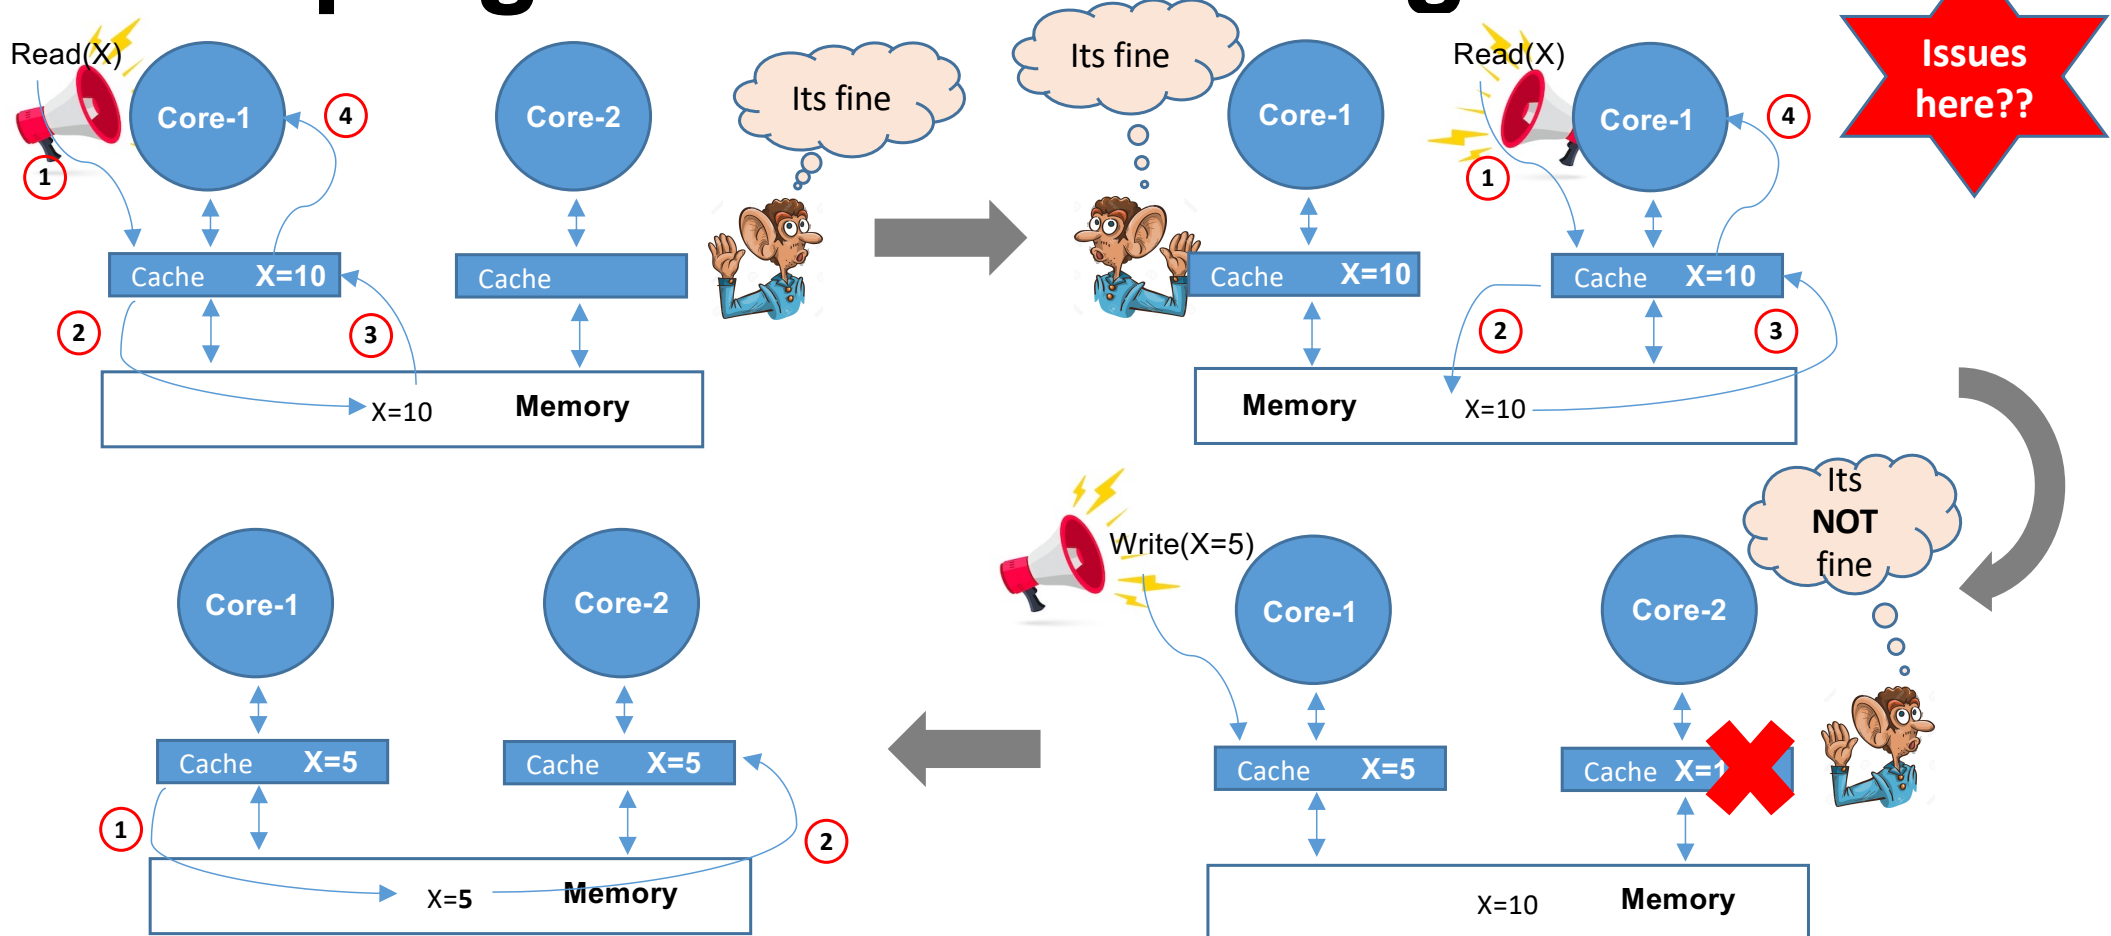 Read(X)
Core-1
4
Core-2
Its fine
1
Cache X=10
Cache
2
3
X=10 Memory
Its fine
Core-1
Read(X)
Core-1
4
1
Issues
here??
Cache X=10
Cache X=10
2
3
Memory X=10
Its
NOT
fine
Write(X=5)
Core-1
Core-2
Cache X=5
Cache X=1
X=10 Memory
Core-1
Core-2
Cache X=5
Cache X=5
1
2
X=5 Memory